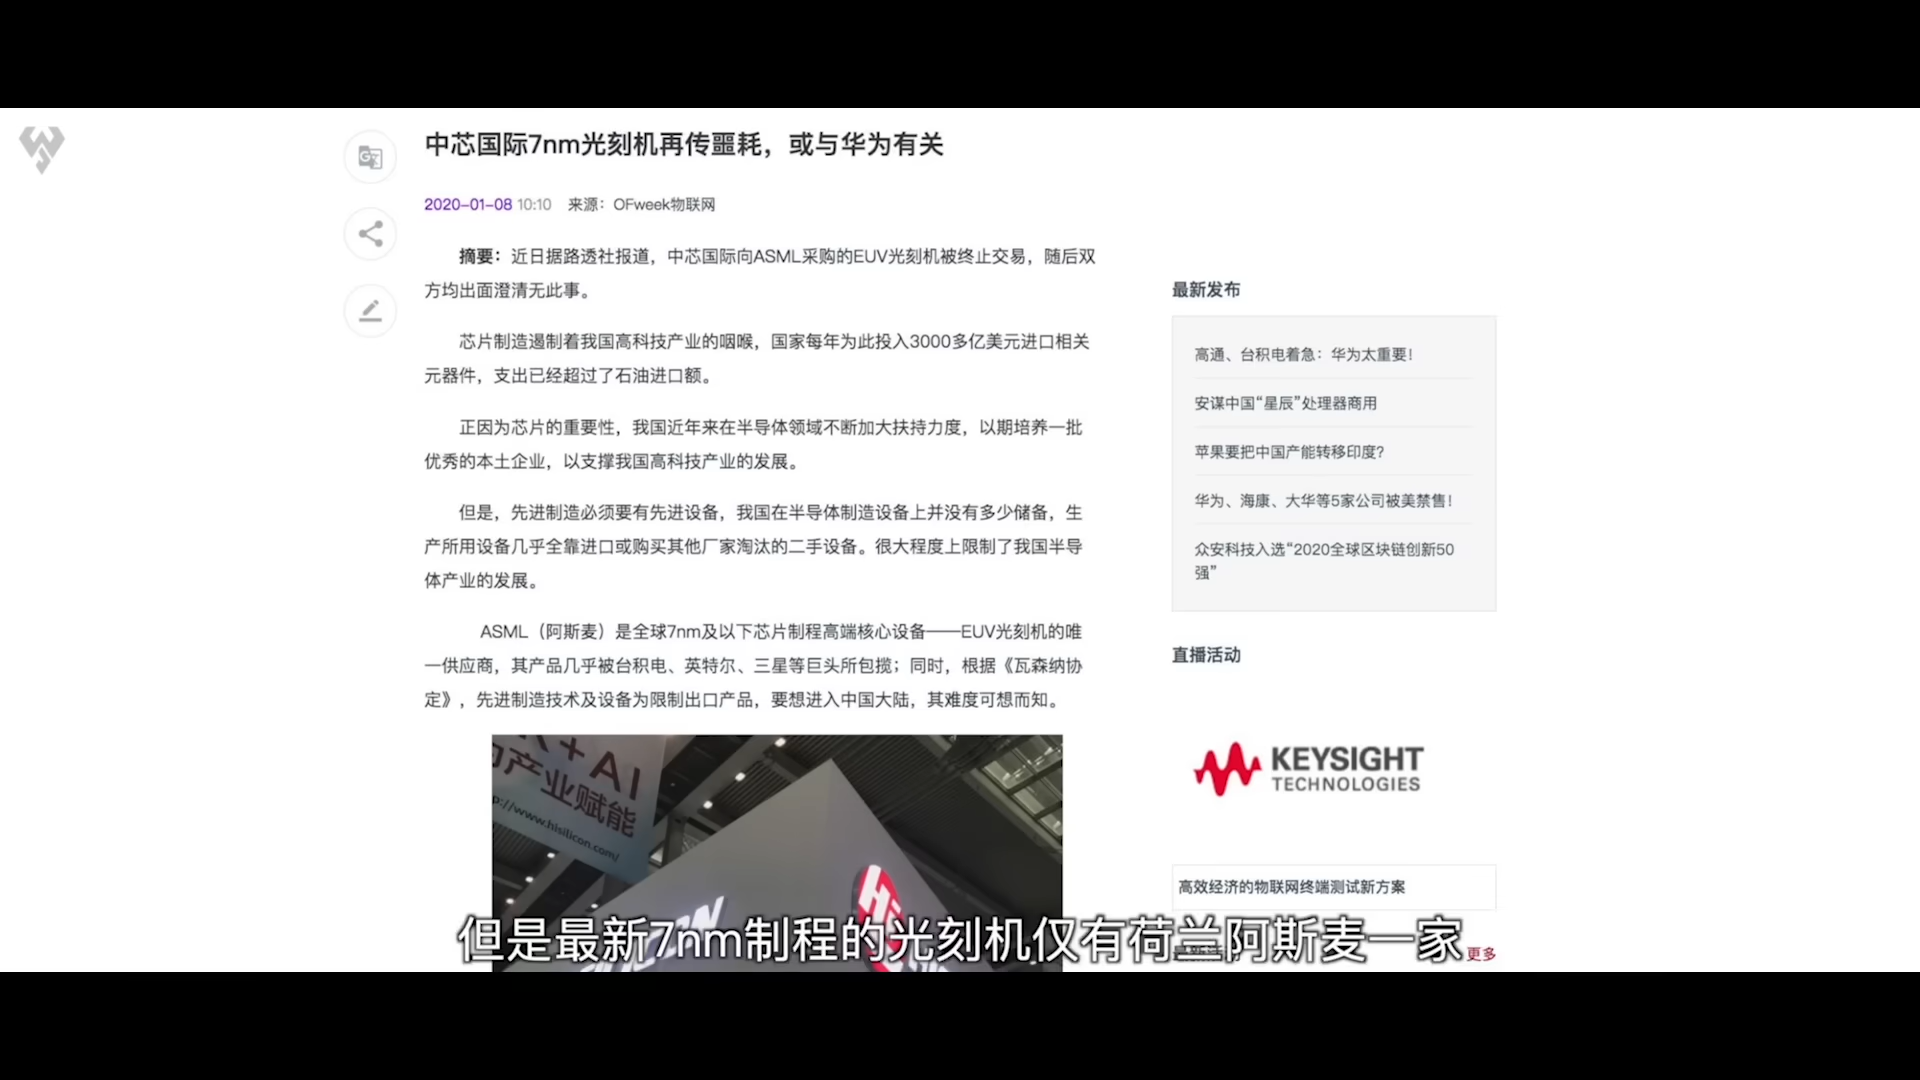 中芯国际7nm光刻机再传噩耗，或与华为有关
2020-01-08 10:10 来源：OFweek物联网
摘要：近日据路透社报道，中芯国际向ASML采购的EUV光刻机被终止交易，随后双
方均出面澄清无此事。
芯片制造遏制着我国高科技产业的咽喉，国家每年为此投入3000多亿美元进口相关
元器件，支出已经超过了石油进口额。
正因为芯片的重要性，我国近年来在半导体领域不断加大扶持力度，以期培养一批
优秀的本土企业，以支撑我国高科技产业的发展。
但是，先进制造必须要有先进设备，我国在半导体制造设备上并没有多少储备，生
产所用设备几乎全靠进口或购买其他厂家淘汰的二手设备。很大程度上限制了我国半导
体产业的发展。
ASML（阿斯麦）是全球7nm及以下芯片制程高端核心设备——EUV光刻机的唯
一供应商，其产品几乎被台积电、英特尔、三星等巨头所包揽；同时，根据《瓦森纳协
定》，先进制造技术及设备为限制出口产品，要想进入中国大陆，其难度可想而知。
+AI
产业赋能
p://www.hisilicon.com/
最新发布
高通、台积电着急：华为太重要！
安谋中国“星辰”处理器商用
苹果要把中国产能转移印度？
华为、海康、大华等5家公司被美禁售！
众安科技入选“2020全球区块链创新50
强”
直播活动
KEYSIGHT
TECHNOLOGIES
高效经济的物联网终端测试新方案
更多
但是最新7nm制程的光刻机仅有荷兰阿斯麦一家